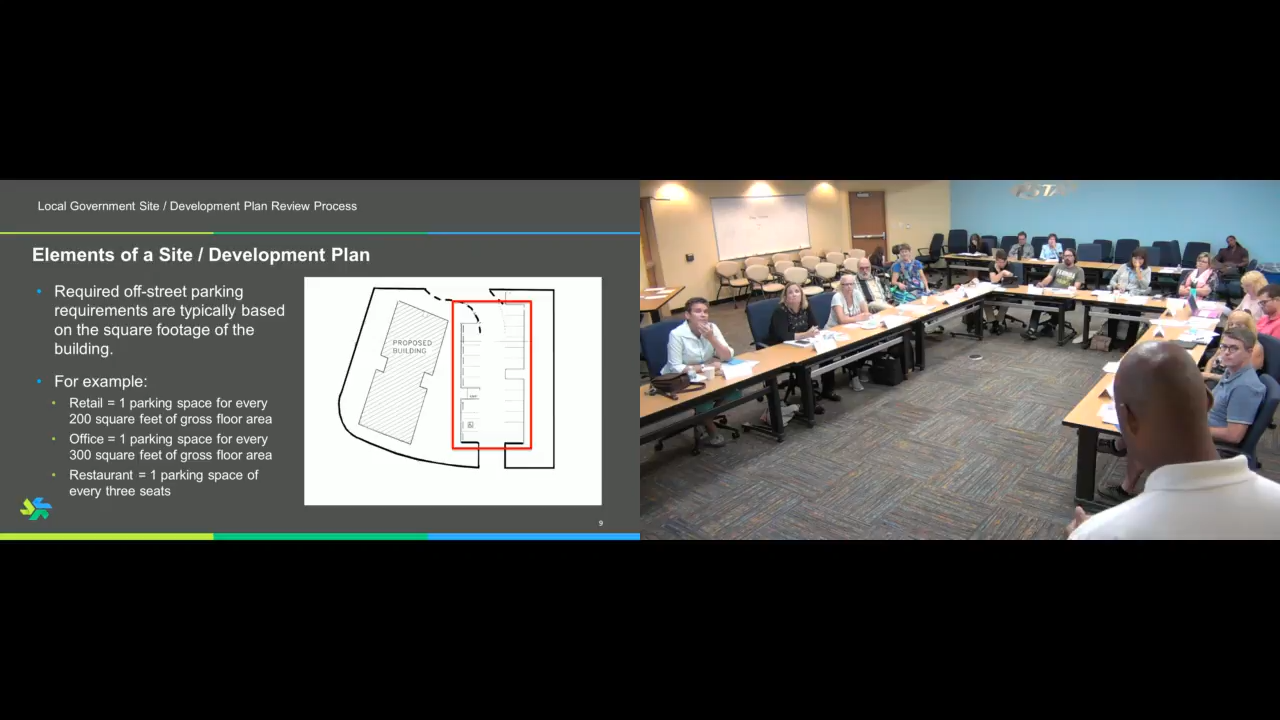 Local Government Site / Development Plan Review Process
Elements of a Site / Development Plan
• Required off-street parking
requirements are typically based
on the square footage of the
building.
• For example:
• Retail = 1 parking space for every
200 square feet of gross floor area
• Office = 1 parking space for every
300 square feet of gross floor area
• Restaurant = 1 parking space of
every three seats
PROPOSED
BUILDING
9